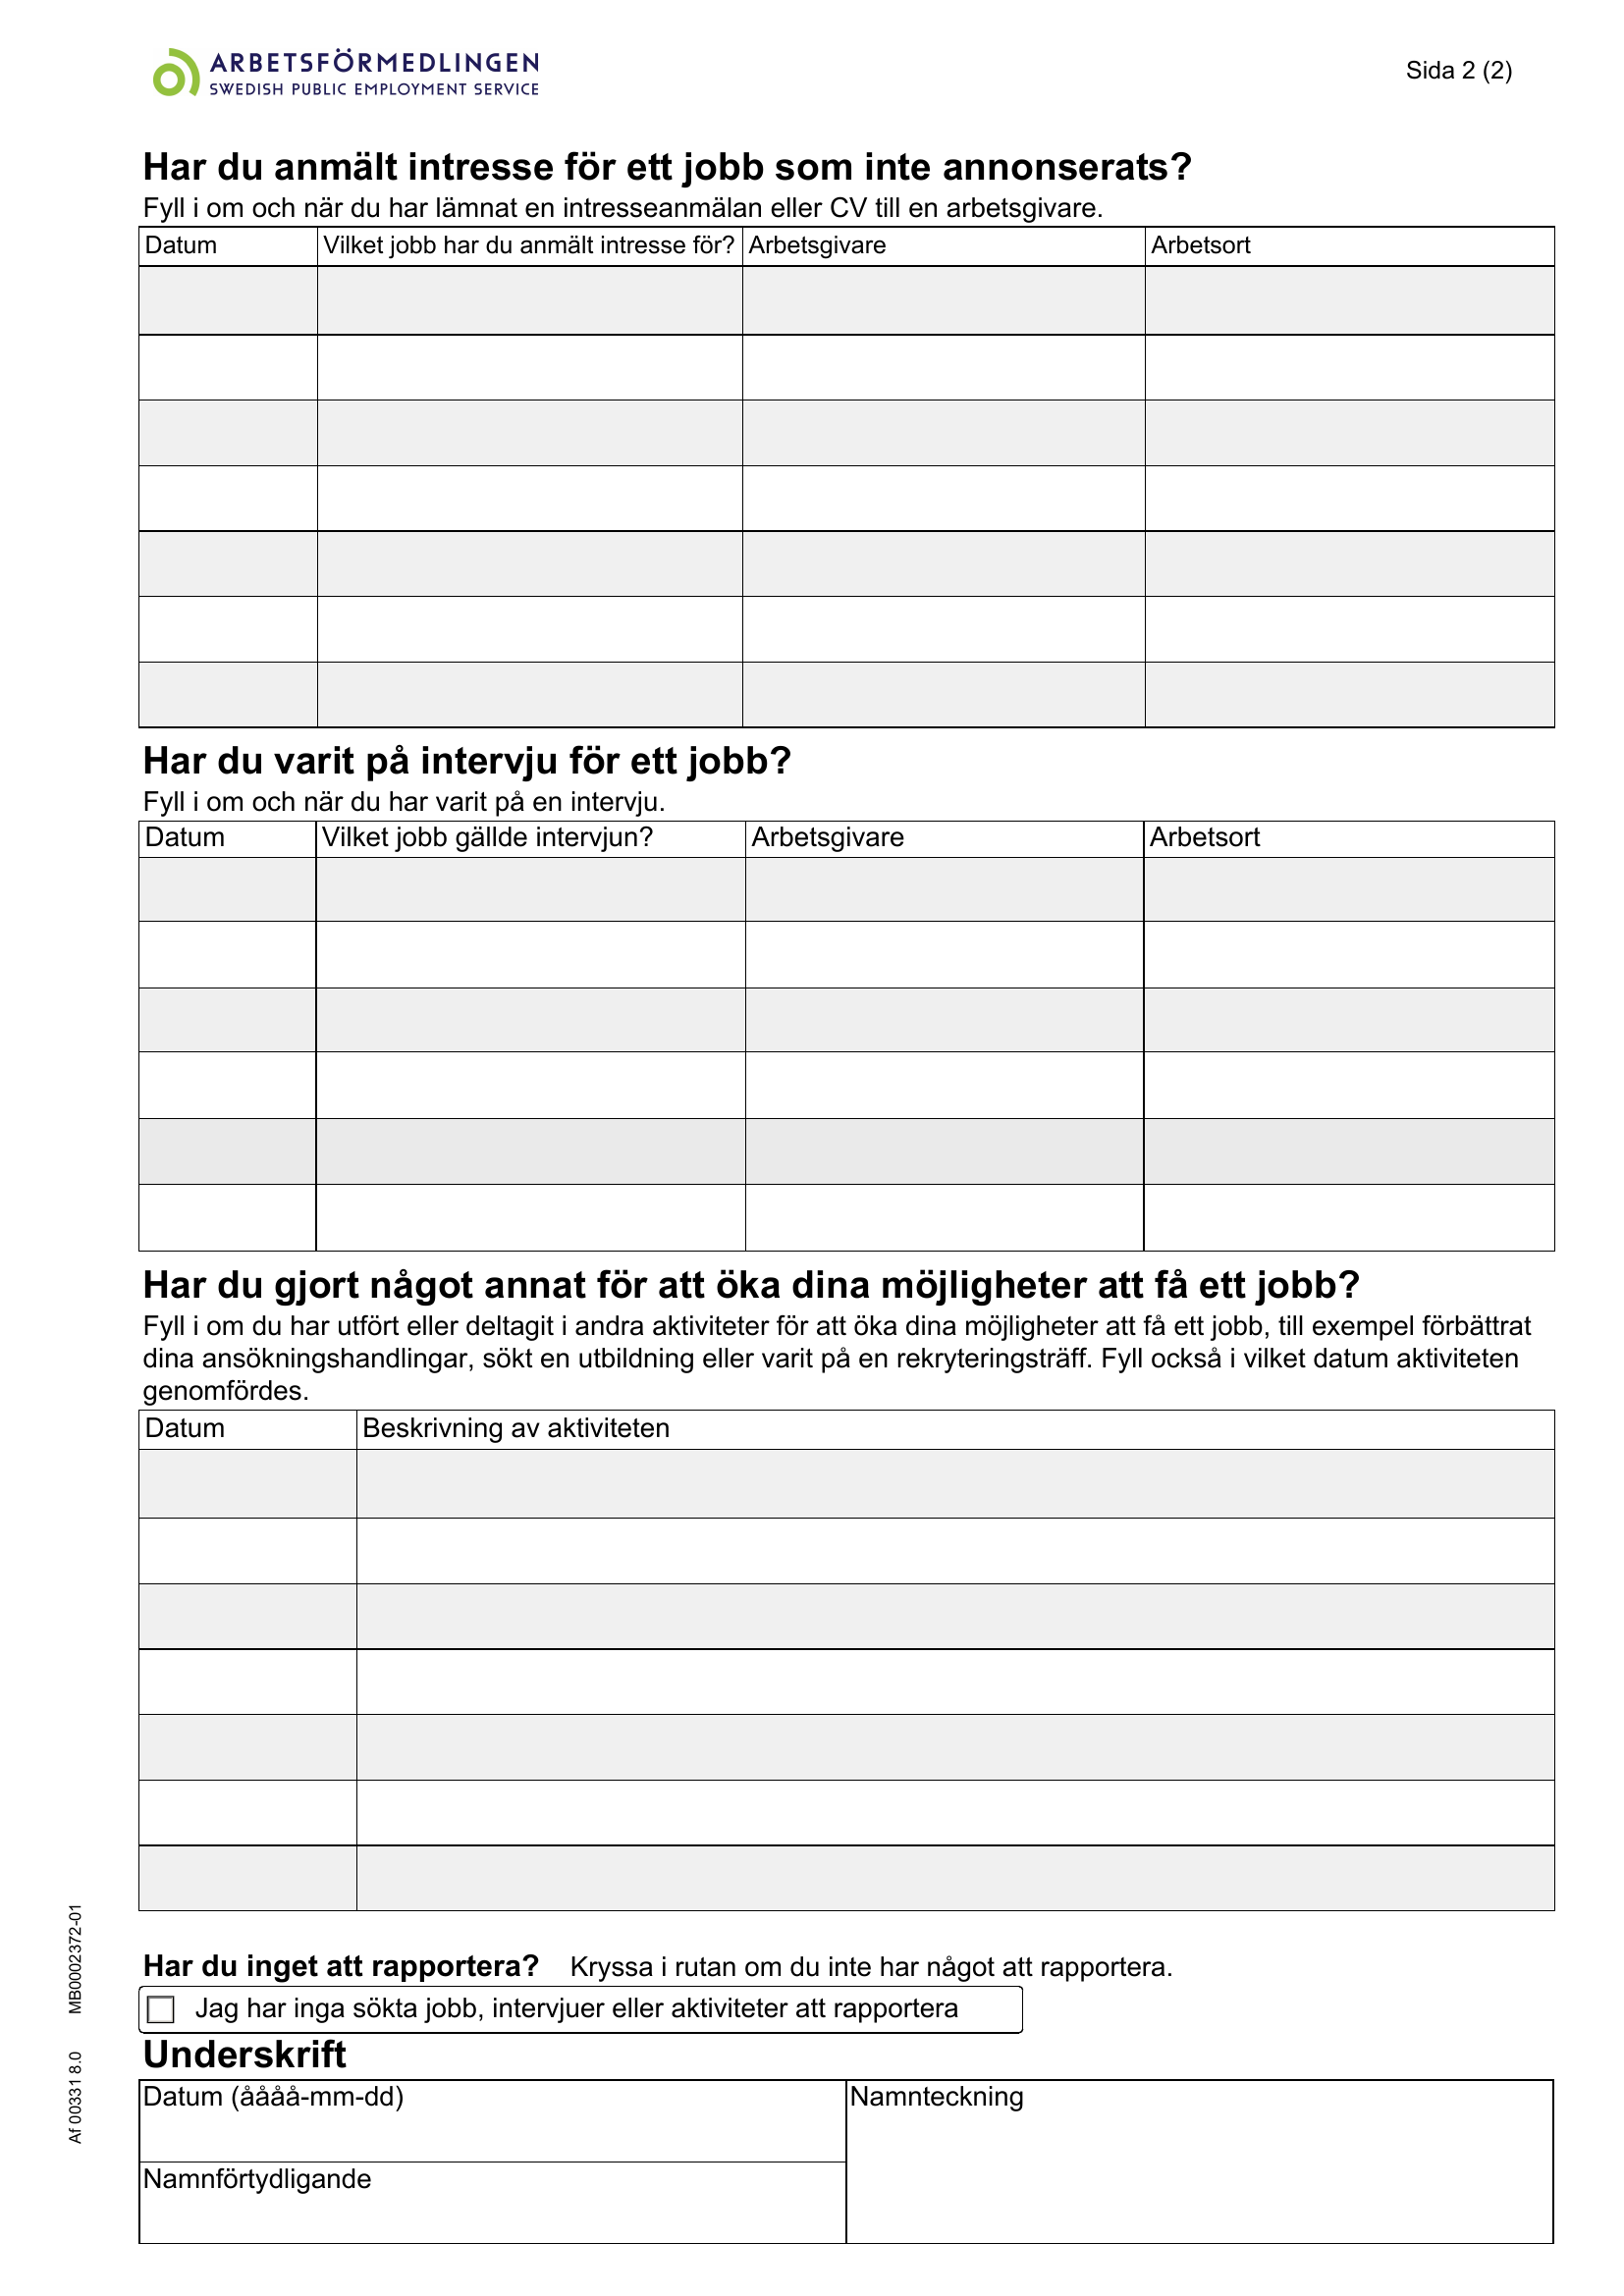 ARBETSFÖRMEDLINGEN
SWEDISH PUBLIC EMPLOYMENT SERVICE
Sida 2 (2)
Har du anmält intresse för ett jobb som inte annonserats?
Fyll i om och när du har lämnat en intresseanmälan eller CV till en arbetsgivare.
Datum Vilket jobb har du anmält intresse för? Arbetsgivare Arbetsort
Har du varit på intervju för ett jobb?
Fyll i om och när du har varit på en intervju.
Datum Vilket jobb gällde intervjun? Arbetsgivare Arbetsort
Har du gjort något annat för att öka dina möjligheter att få ett jobb?
Fyll i om du har utfört eller deltagit i andra aktiviteter för att öka dina möjligheter att få ett jobb, till exempel förbättrat
dina ansökningshandlingar, sökt en utbildning eller varit på en rekryteringsträff. Fyll också i vilket datum aktiviteten
genomfördes.
Datum Beskrivning av aktiviteten
Har du inget att rapportera? Kryssa i rutan om du inte har något att rapportera.
Jag har inga sökta jobb, intervjuer eller aktiviteter att rapportera
Underskrift
Datum (åååå-mm-dd) Namnteckning
Namnförtydligande
Af 00331 8.0 MB0002372-01